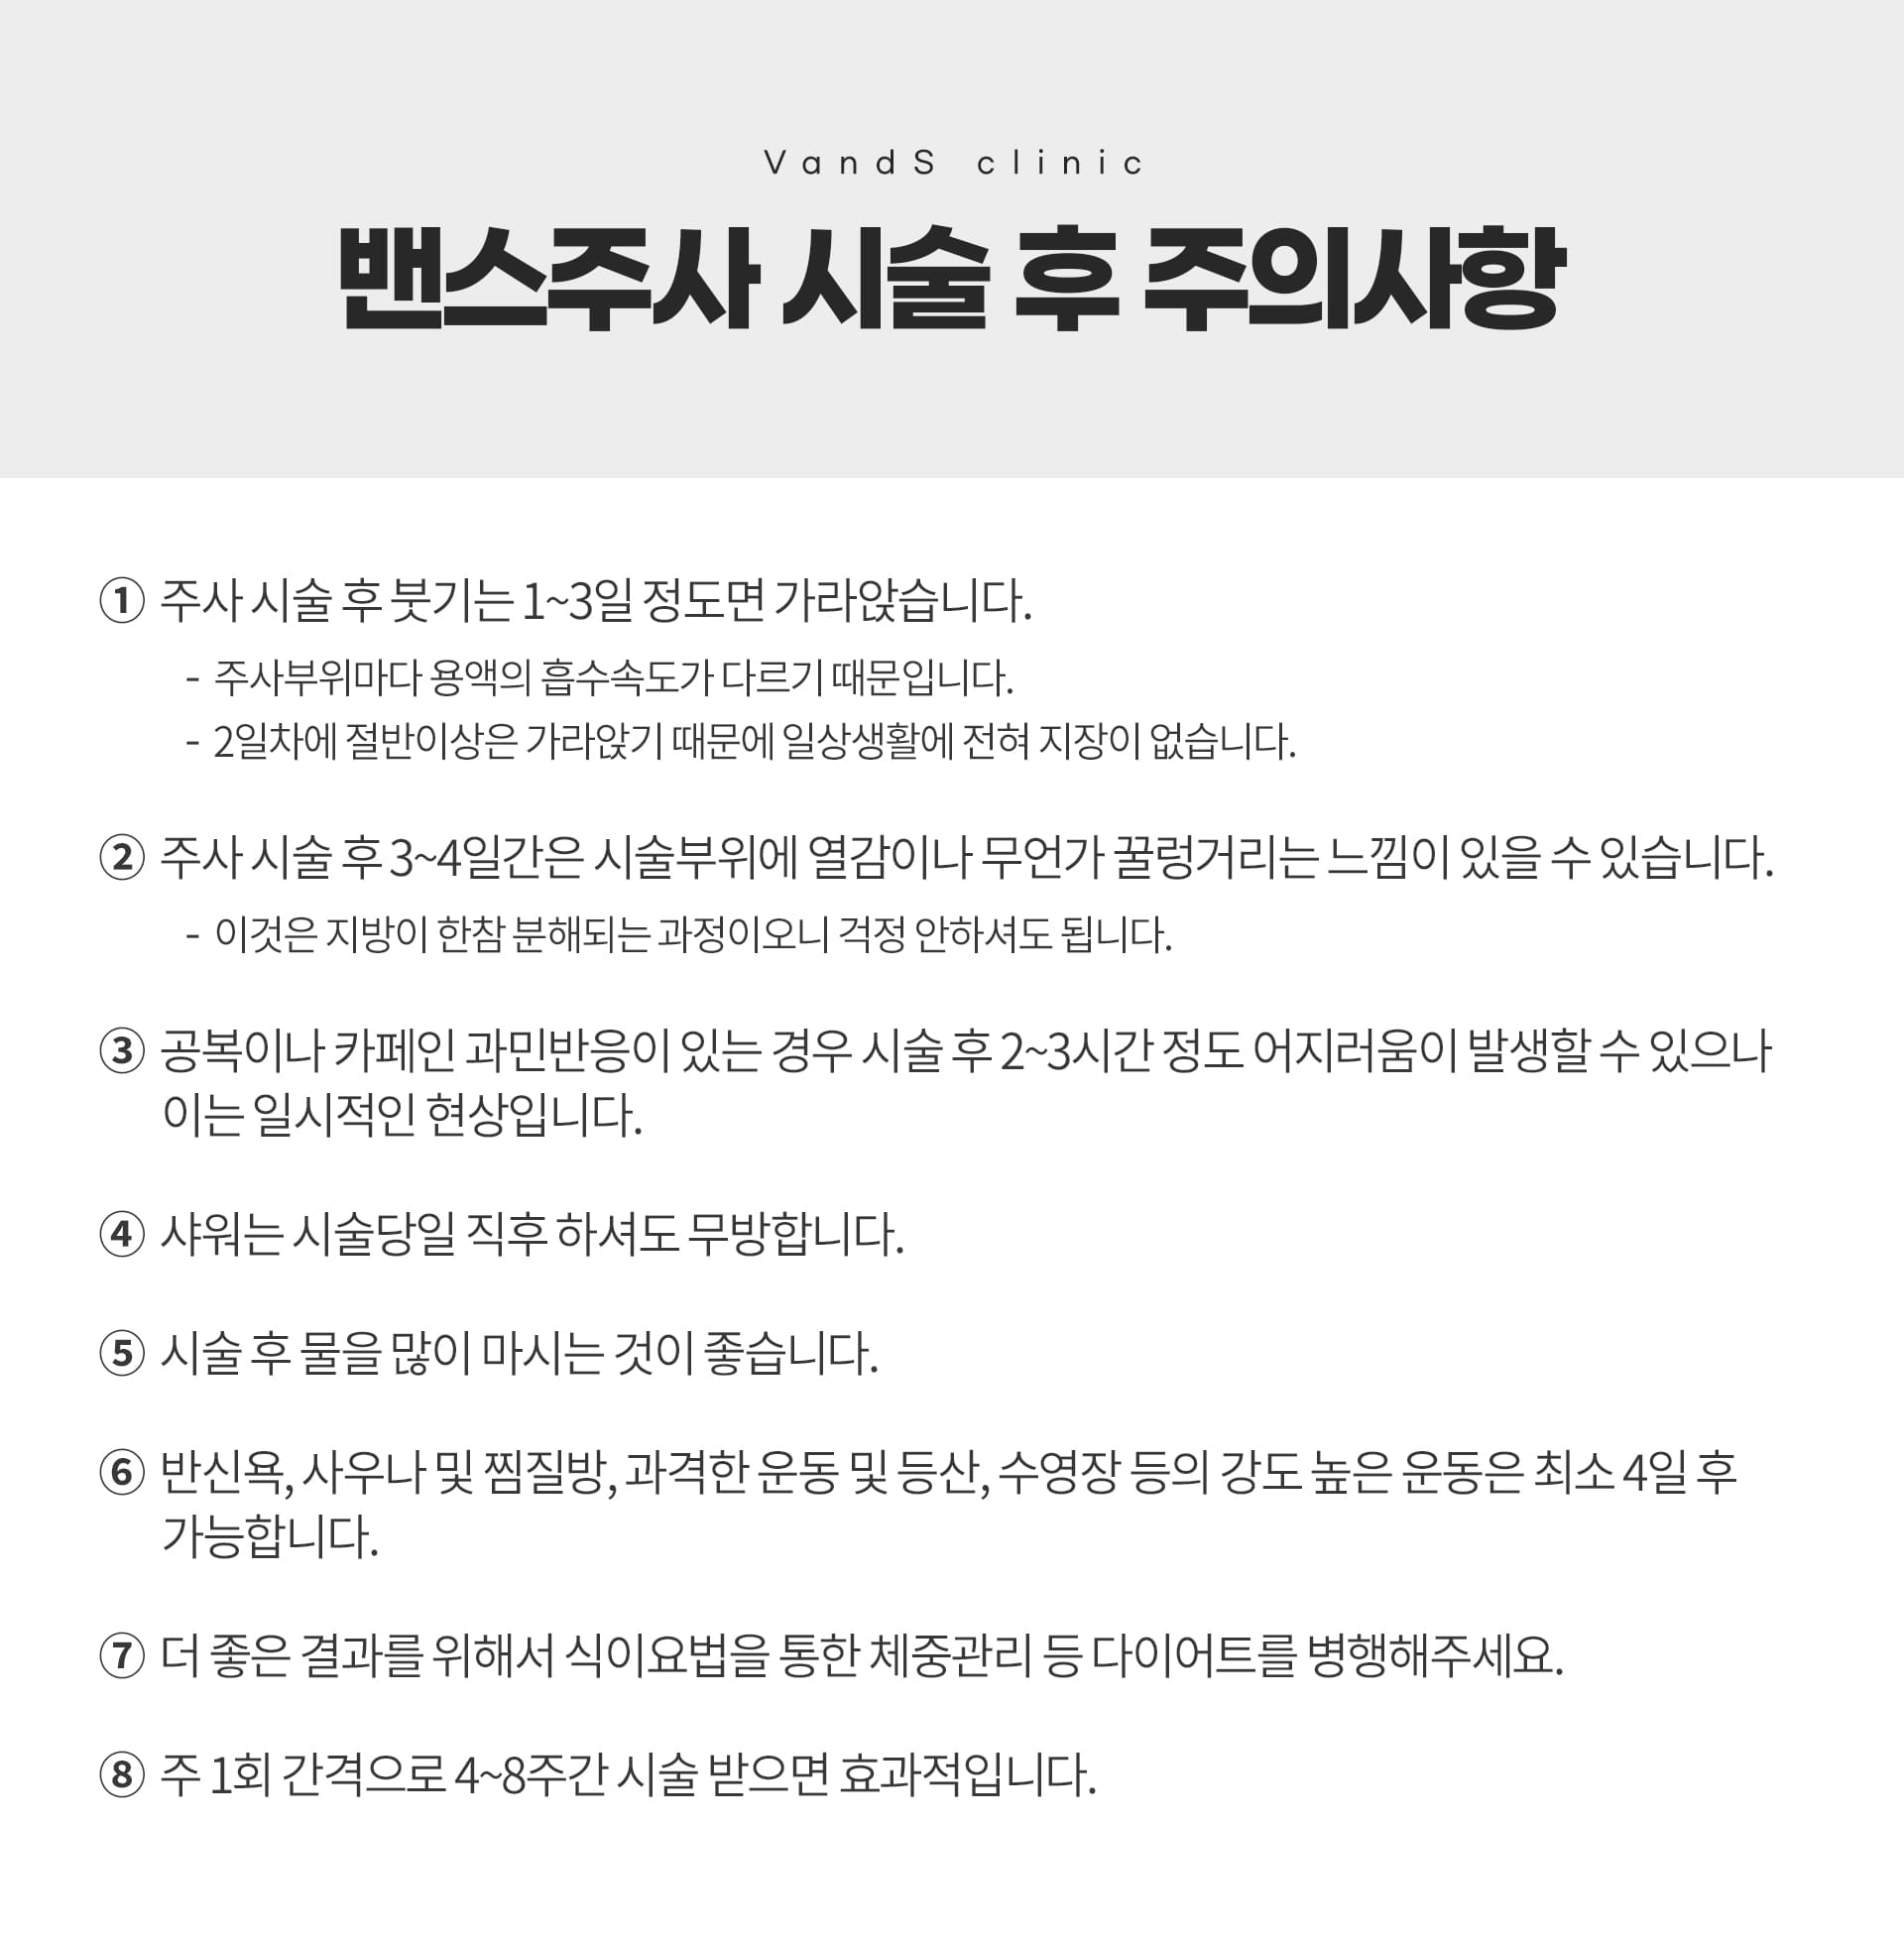 VandS clinic
밴스주사 시술 후 주의사항
① 주사 시술 후 붓기는 1~3일 정도면 가라앉습니다.
- 주사부위마다 용액의 흡수속도가 다르기 때문입니다.
- 2일차에 절반이상은 가라앉기 때문에 일상생활에 전혀 지장이 없습니다.
② 주사 시술 후 3~4일간은 시술부위에 열감이나 무언가 꿀렁거리는 느낌이 있을 수 있습니다.
- 이것은 지방이 한참 분해되는 과정이오니 걱정 안하셔도 됩니다.
③ 공복이나 카페인 과민반응이 있는 경우 시술 후 2~3시간 정도 어지러움이 발생할 수 있으나
이는 일시적인 현상입니다.
④ 샤워는 시술당일 직후 하셔도 무방합니다.
⑤ 시술 후 물을 많이 마시는 것이 좋습니다.
⑥ 반신욕, 사우나 및 찜질방, 과격한 운동 및 등산, 수영장 등의 강도 높은 운동은 최소 4일 후
가능합니다.
⑦ 더 좋은 결과를 위해서 식이요법을 통한 체중관리 등 다이어트를 병행해주세요.
⑧ 주 1회 간격으로 4~8주간 시술 받으면 효과적입니다.